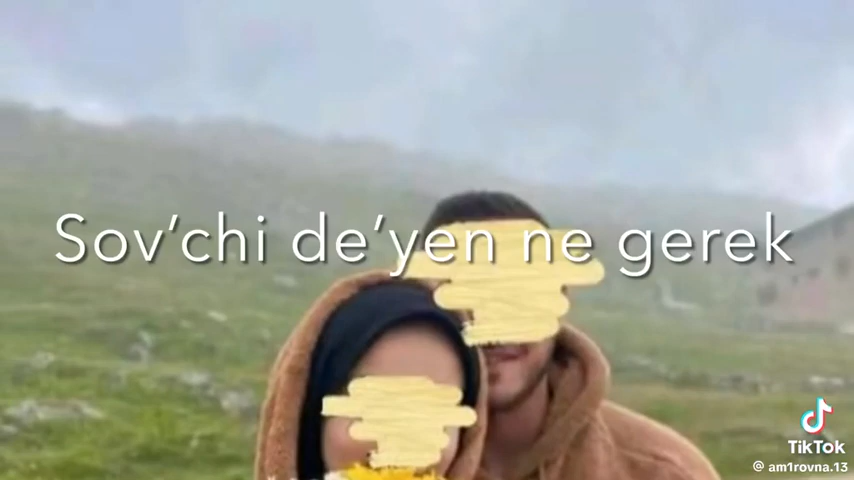 Sov’chi de’yen ne gerek
TikTok
@ am1rovna.13